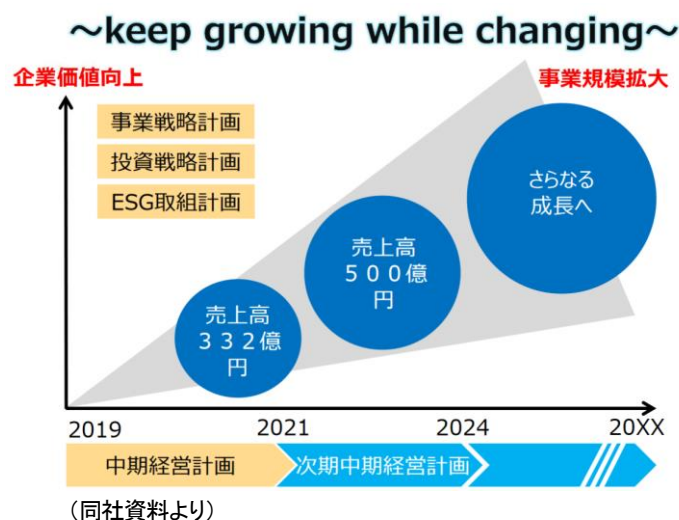 ～keep growing while changing～
企業価値向上
事業規模拡大
事業戦略計画
投資戦略計画
ESG取組計画
さらなる
成長へ
売上高
５００億
円
売上高
３３２億
円
2019
2021
2024
20XX
中期経営計画
次期中期経営計画
（同社資料より）